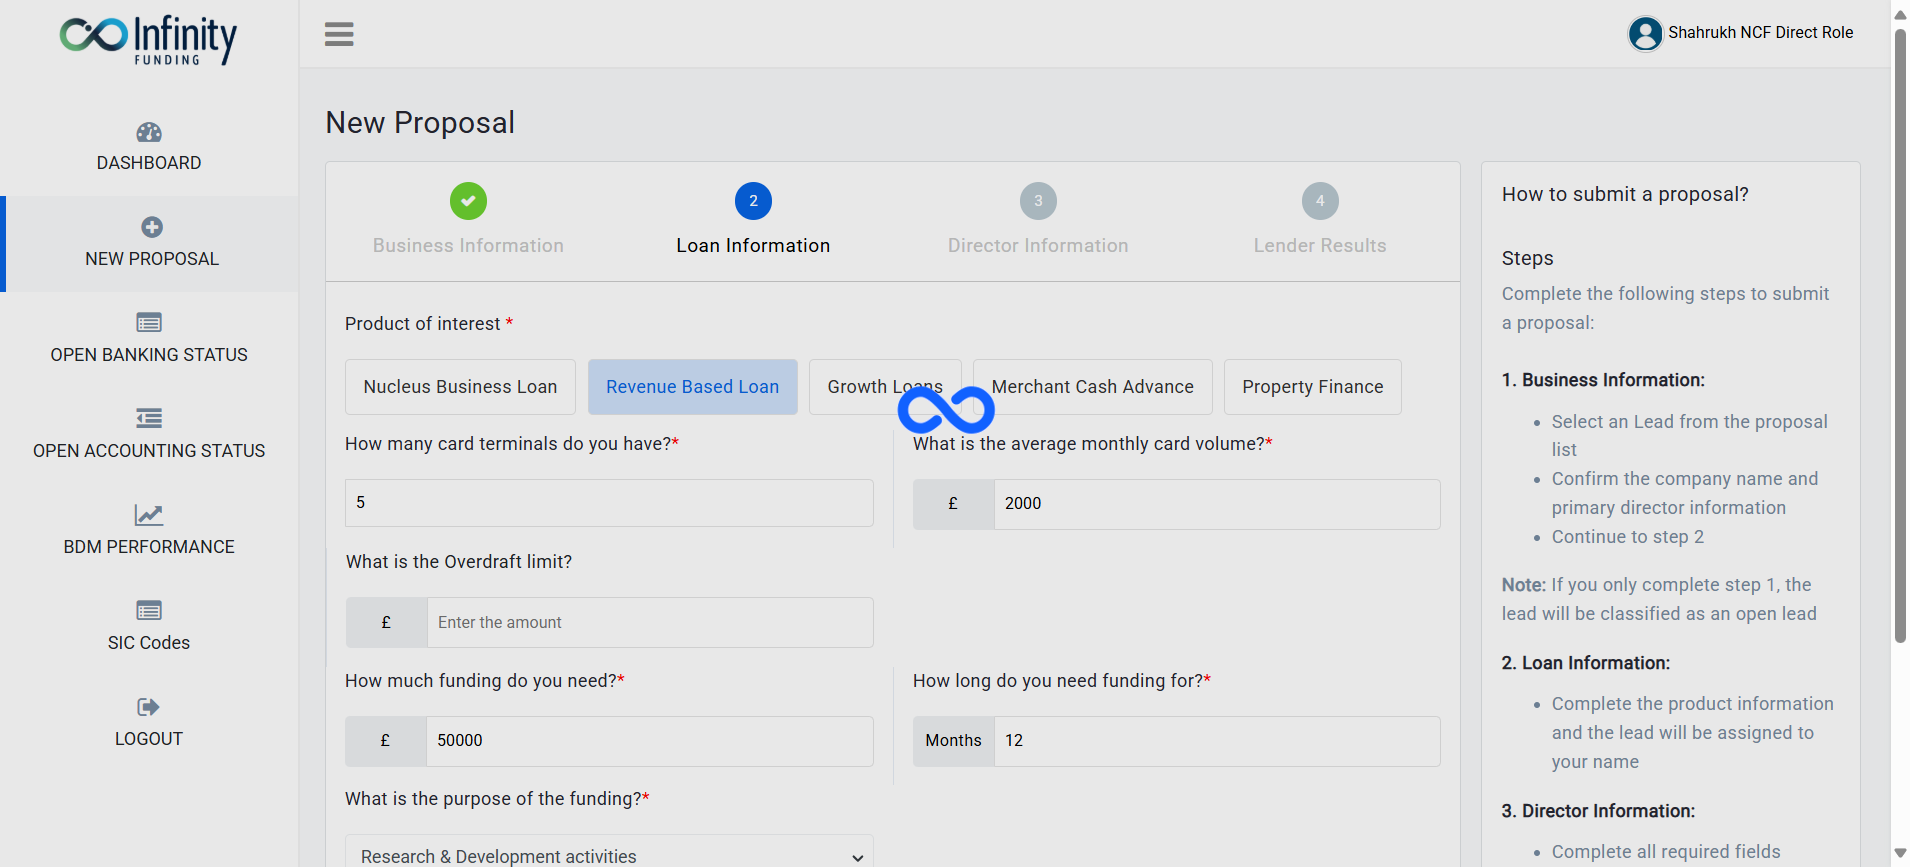 Infinity
FUNDING
Shahrukh NCF Direct Role
DASHBOARD
NEW PROPOSAL
OPEN BANKING STATUS
OPEN ACCOUNTING STATUS
BDM PERFORMANCE
SIC Codes
LOGOUT
New Proposal
2
3
4
Business Information
Loan Information
Director Information
Lender Results
Product of interest *
Nucleus Business Loan
Revenue Based Loan
Growth Loans
Merchant Cash Advance
Property Finance
How many card terminals do you have?*
What is the average monthly card volume?*
5
£
2000
What is the Overdraft limit?
£
Enter the amount
How much funding do you need?*
How long do you need funding for?*
£
50000
Months
12
What is the purpose of the funding?*
Research & Development activities
How to submit a proposal?
Steps
Complete the following steps to submit
a proposal:
1. Business Information:
• Select an Lead from the proposal
list
• Confirm the company name and
primary director information
• Continue to step 2
Note: If you only complete step 1, the
lead will be classified as an open lead
2. Loan Information:
• Complete the product information
and the lead will be assigned to
your name
3. Director Information:
• Complete all required fields